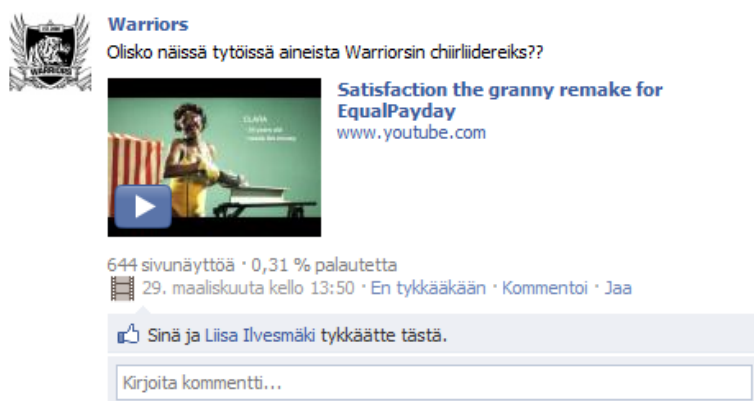 Warriors
Olisko näissä tytöissä aineista Warriorsin chiirliidereiks??
WARRIORS
Satisfaction the granny remake for
EqualPayday
www.youtube.com
CLARA
644 sivunäyttöä · 0,31 % palautetta
29. maaliskuuta kello 13:50 · En tykkääkään · Kommentoi · Jaa
Sinä ja Liisa Ilvesmäki tykkäätte tästä.
Kirjoita kommentti...